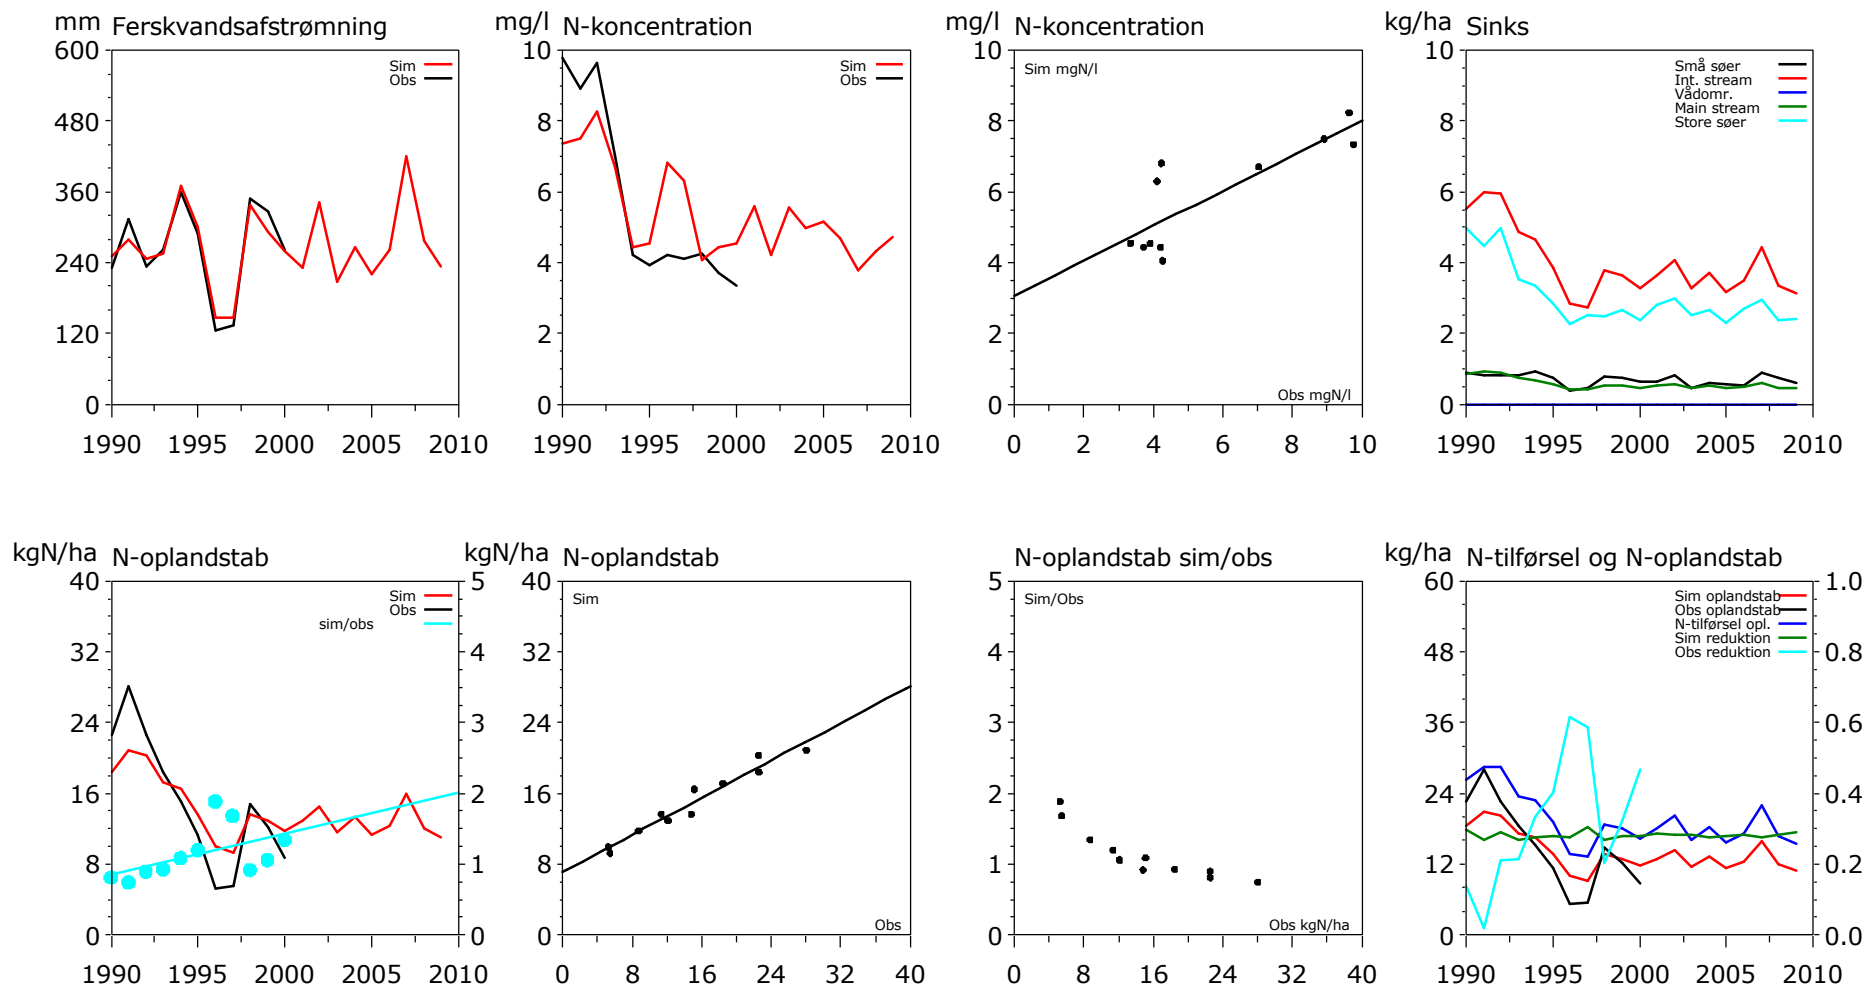 mm Ferskvandsafstrømning
600
480
360
240
120
0
1990 1995 2000 2005 2010
Sim
Obs
mg/l N-koncentration
10
8
6
4
2
0
1990 1995 2000 2005 2010
Sim
Obs
mg/l N-koncentration
10
8
6
4
2
0
0 2 4 6 8 10
Sim mgN/l
Obs mgN/l
kg/ha Sinks
10
8
6
4
2
0
1990 1995 2000 2005 2010
Små søer
Int. stream
Vådomr.
Main stream
Store søer
kgN/ha N-oplandstab
40
32
24
16
8
0
1990 1995 2000 2005 2010
5
4
3
2
1
0
Sim
Obs
sim/obs
kgN/ha N-oplandstab
40
32
24
16
8
0
0 8 16 24 32 40
Sim
Obs
N-oplandstab sim/obs
5
4
3
2
1
0
0 8 16 24 32 40
Sim/Obs
Obs kgN/ha
kg/ha N-tilførsel og N-oplandstab
60
48
36
24
12
0
1990 1995 2000 2005 2010
1.0
0.8
0.6
0.4
0.2
0.0
Sim oplandstab
Obs oplandstab
N-tilførsel opl.
Sim reduktion
Obs reduktion